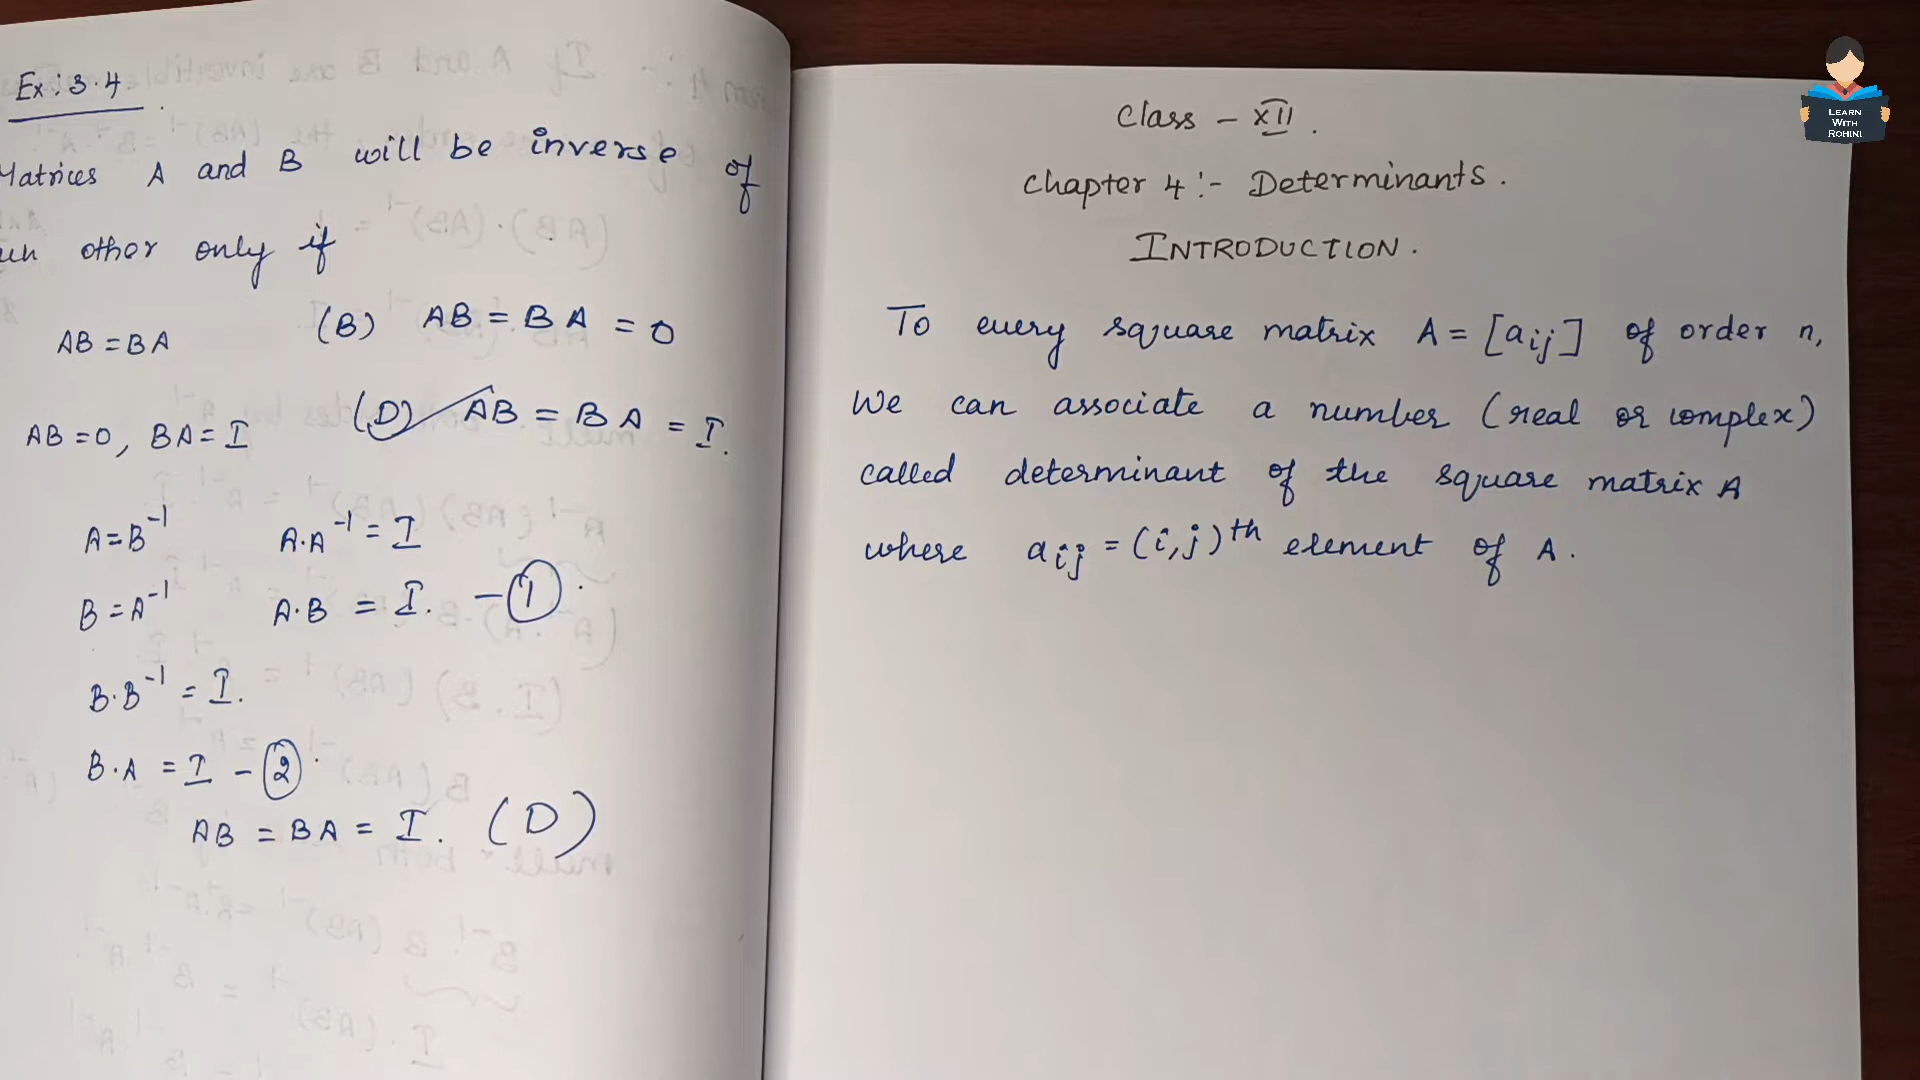 Ex: 3.4
Matrices A and B will be inverse of
other only if
AB = BA (B) AB = BA = 0
AB = 0, BA = I (D) AB = BA = I.
A = B⁻¹ A·A⁻¹ = I
B = A⁻¹ A·B = I. - ①
B·B⁻¹ = I.
B·A = I - ②
AB = BA = I. (D)
Class - XII.
Chapter 4 :- Determinants.
INTRODUCTION.
To every square matrix A = [aij] of order n,
We can associate a number (real or complex)
called determinant of the square matrix A
where aij = (i,j)th element of A.
LEARN
WITH
ROHINI